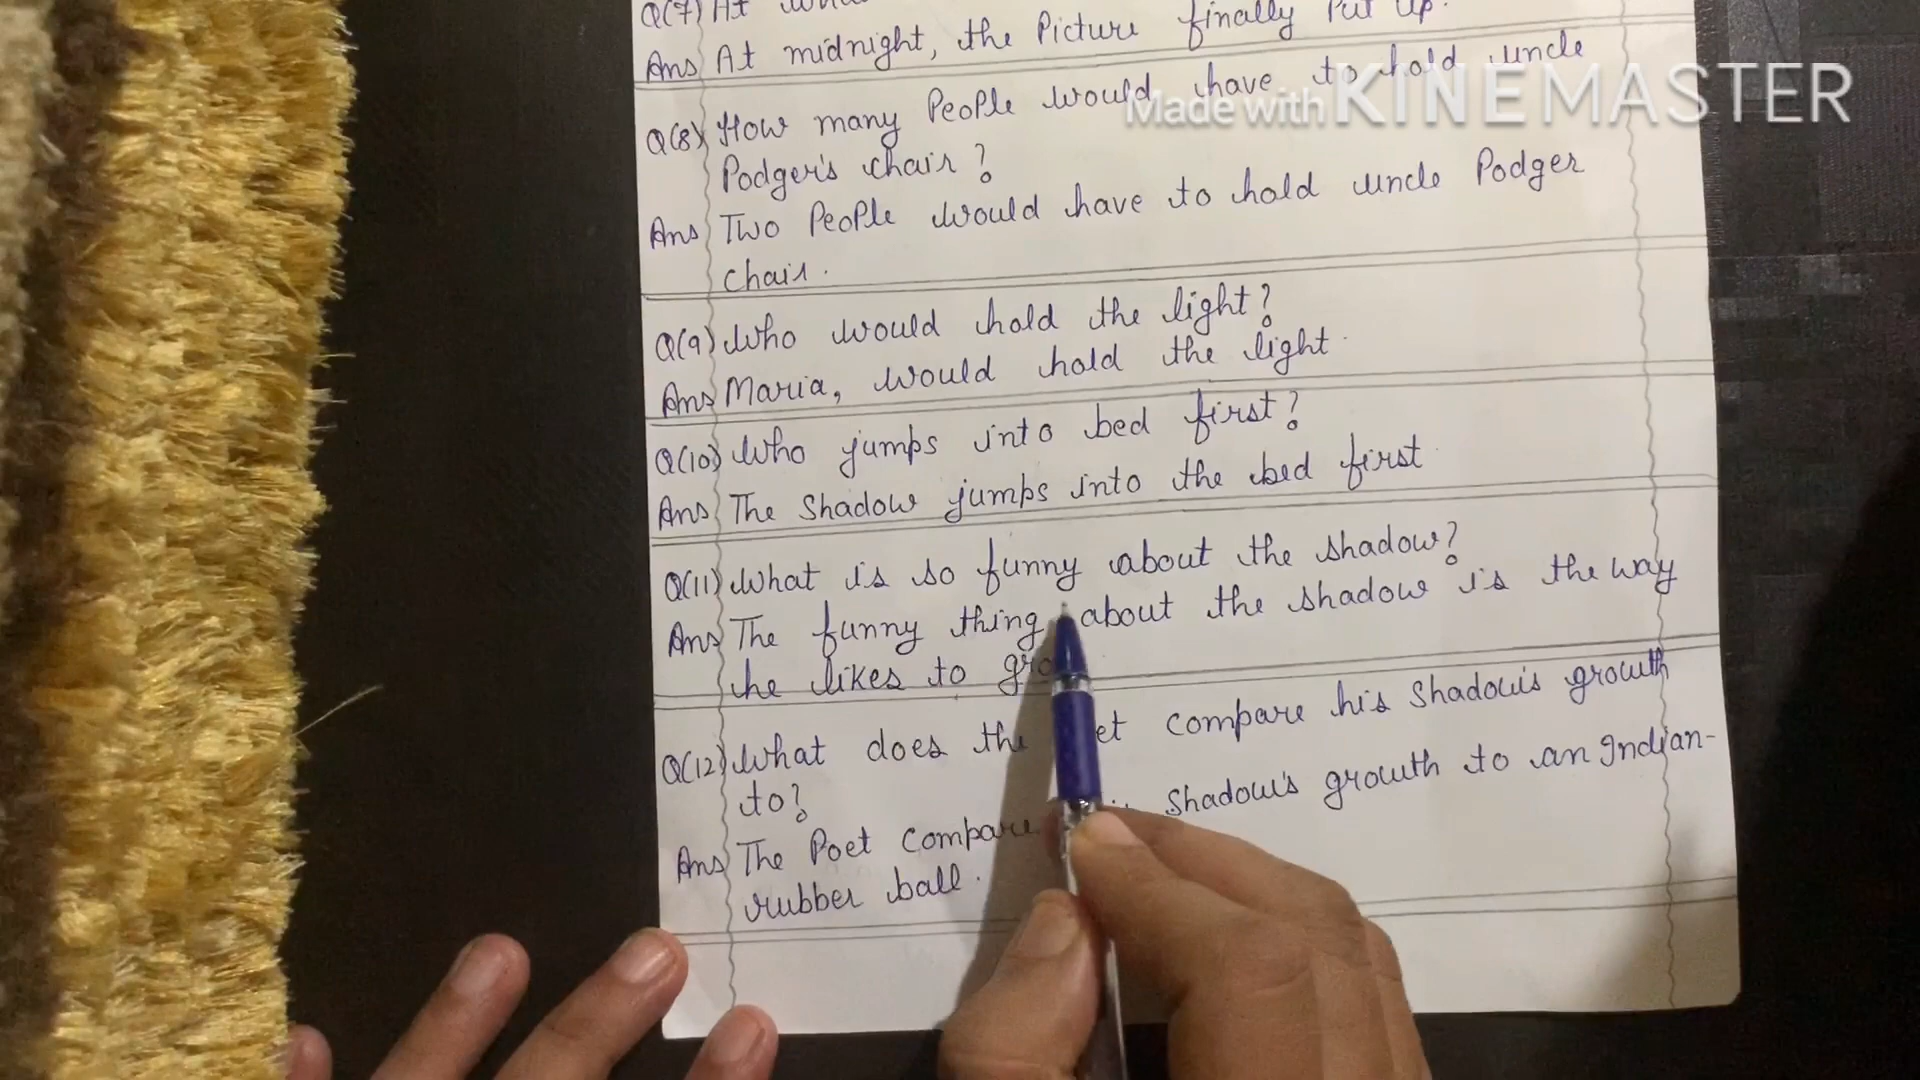 Q(7) At
Ans) At midnight, the Picture finally Put up.
Made with KINEMASTER
Q(8) How many People would have to hold uncle
Podger's chair?
Ans) Two People would have to hold uncle Podger
chair.
Q(9) Who would hold the light?
Ans) Maria, would hold the light.
Q(10) Who jumps into bed first?
Ans) The Shadow jumps into the bed first
Q(11) What is so funny about the shadow?
Ans) The funny thing about the shadow is the way
he likes to
Q(12) What does the compare his Shadow's growth
to?
Ans) The Poet Compare Shadow's growth to an Indian-
rubber ball.